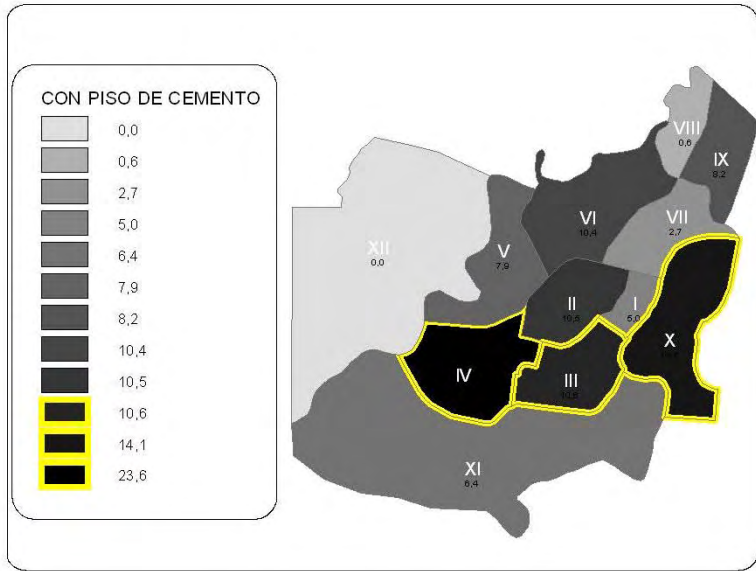 CON PISO DE CEMENTO
0,0
0,6
2,7
5,0
6,4
7,9
8,2
10,4
10,5
10,6
14,1
23,6
VIII
0,6
IX
8,2
VI
10,4
VII
2,7
XII
0,0
V
7,9
II
10,5
I
5,0
X
IV
III
10,6
XI
6,4